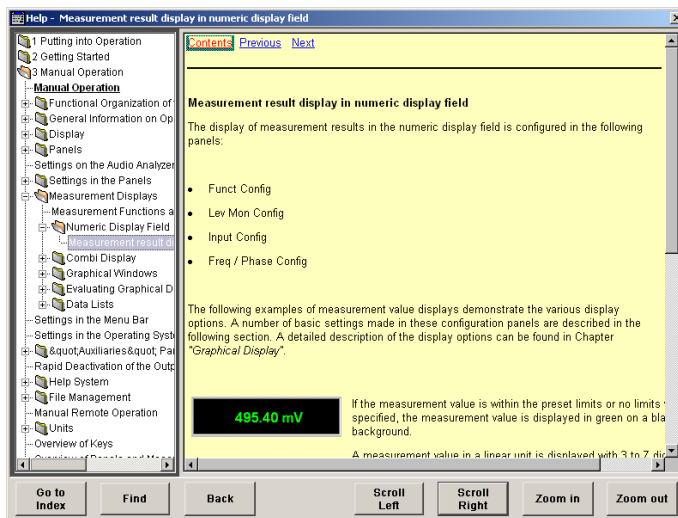 Help - Measurement result display in numeric display field
1 Putting into Operation
2 Getting Started
3 Manual Operation
Manual Operation
Functional Organization of
General Information on Op
Display
Panels
Settings on the Audio Analyzer
Settings in the Panels
Measurement Displays
Measurement Functions a
Numeric Display Field
Measurement result di
Combi Display
Graphical Windows
Evaluating Graphical D
Data Lists
Settings in the Menu Bar
Settings in the Operating Syst
&quot;Auxiliaries&quot; Pa
Rapid Deactivation of the Outp
Help System
File Management
Manual Remote Operation
Units
Overview of Keys
Contents Previous Next
Measurement result display in numeric display field
The display of measurement results in the numeric display field is configured in the following
panels:
• Funct Config
• Lev Mon Config
• Input Config
• Freq / Phase Config
The following examples of measurement value displays demonstrate the various display
options. A number of basic settings made in these configuration panels are described in the
following section. A detailed description of the display options can be found in Chapter
"Graphical Display".
495.40 mV
If the measurement value is within the preset limits or no limits
specified, the measurement value is displayed in green on a bla
background.
A measurement value in a linear unit is displayed with 3 to 7 dig
Go to
Index
Find
Back
Scroll
Left
Scroll
Right
Zoom in
Zoom out